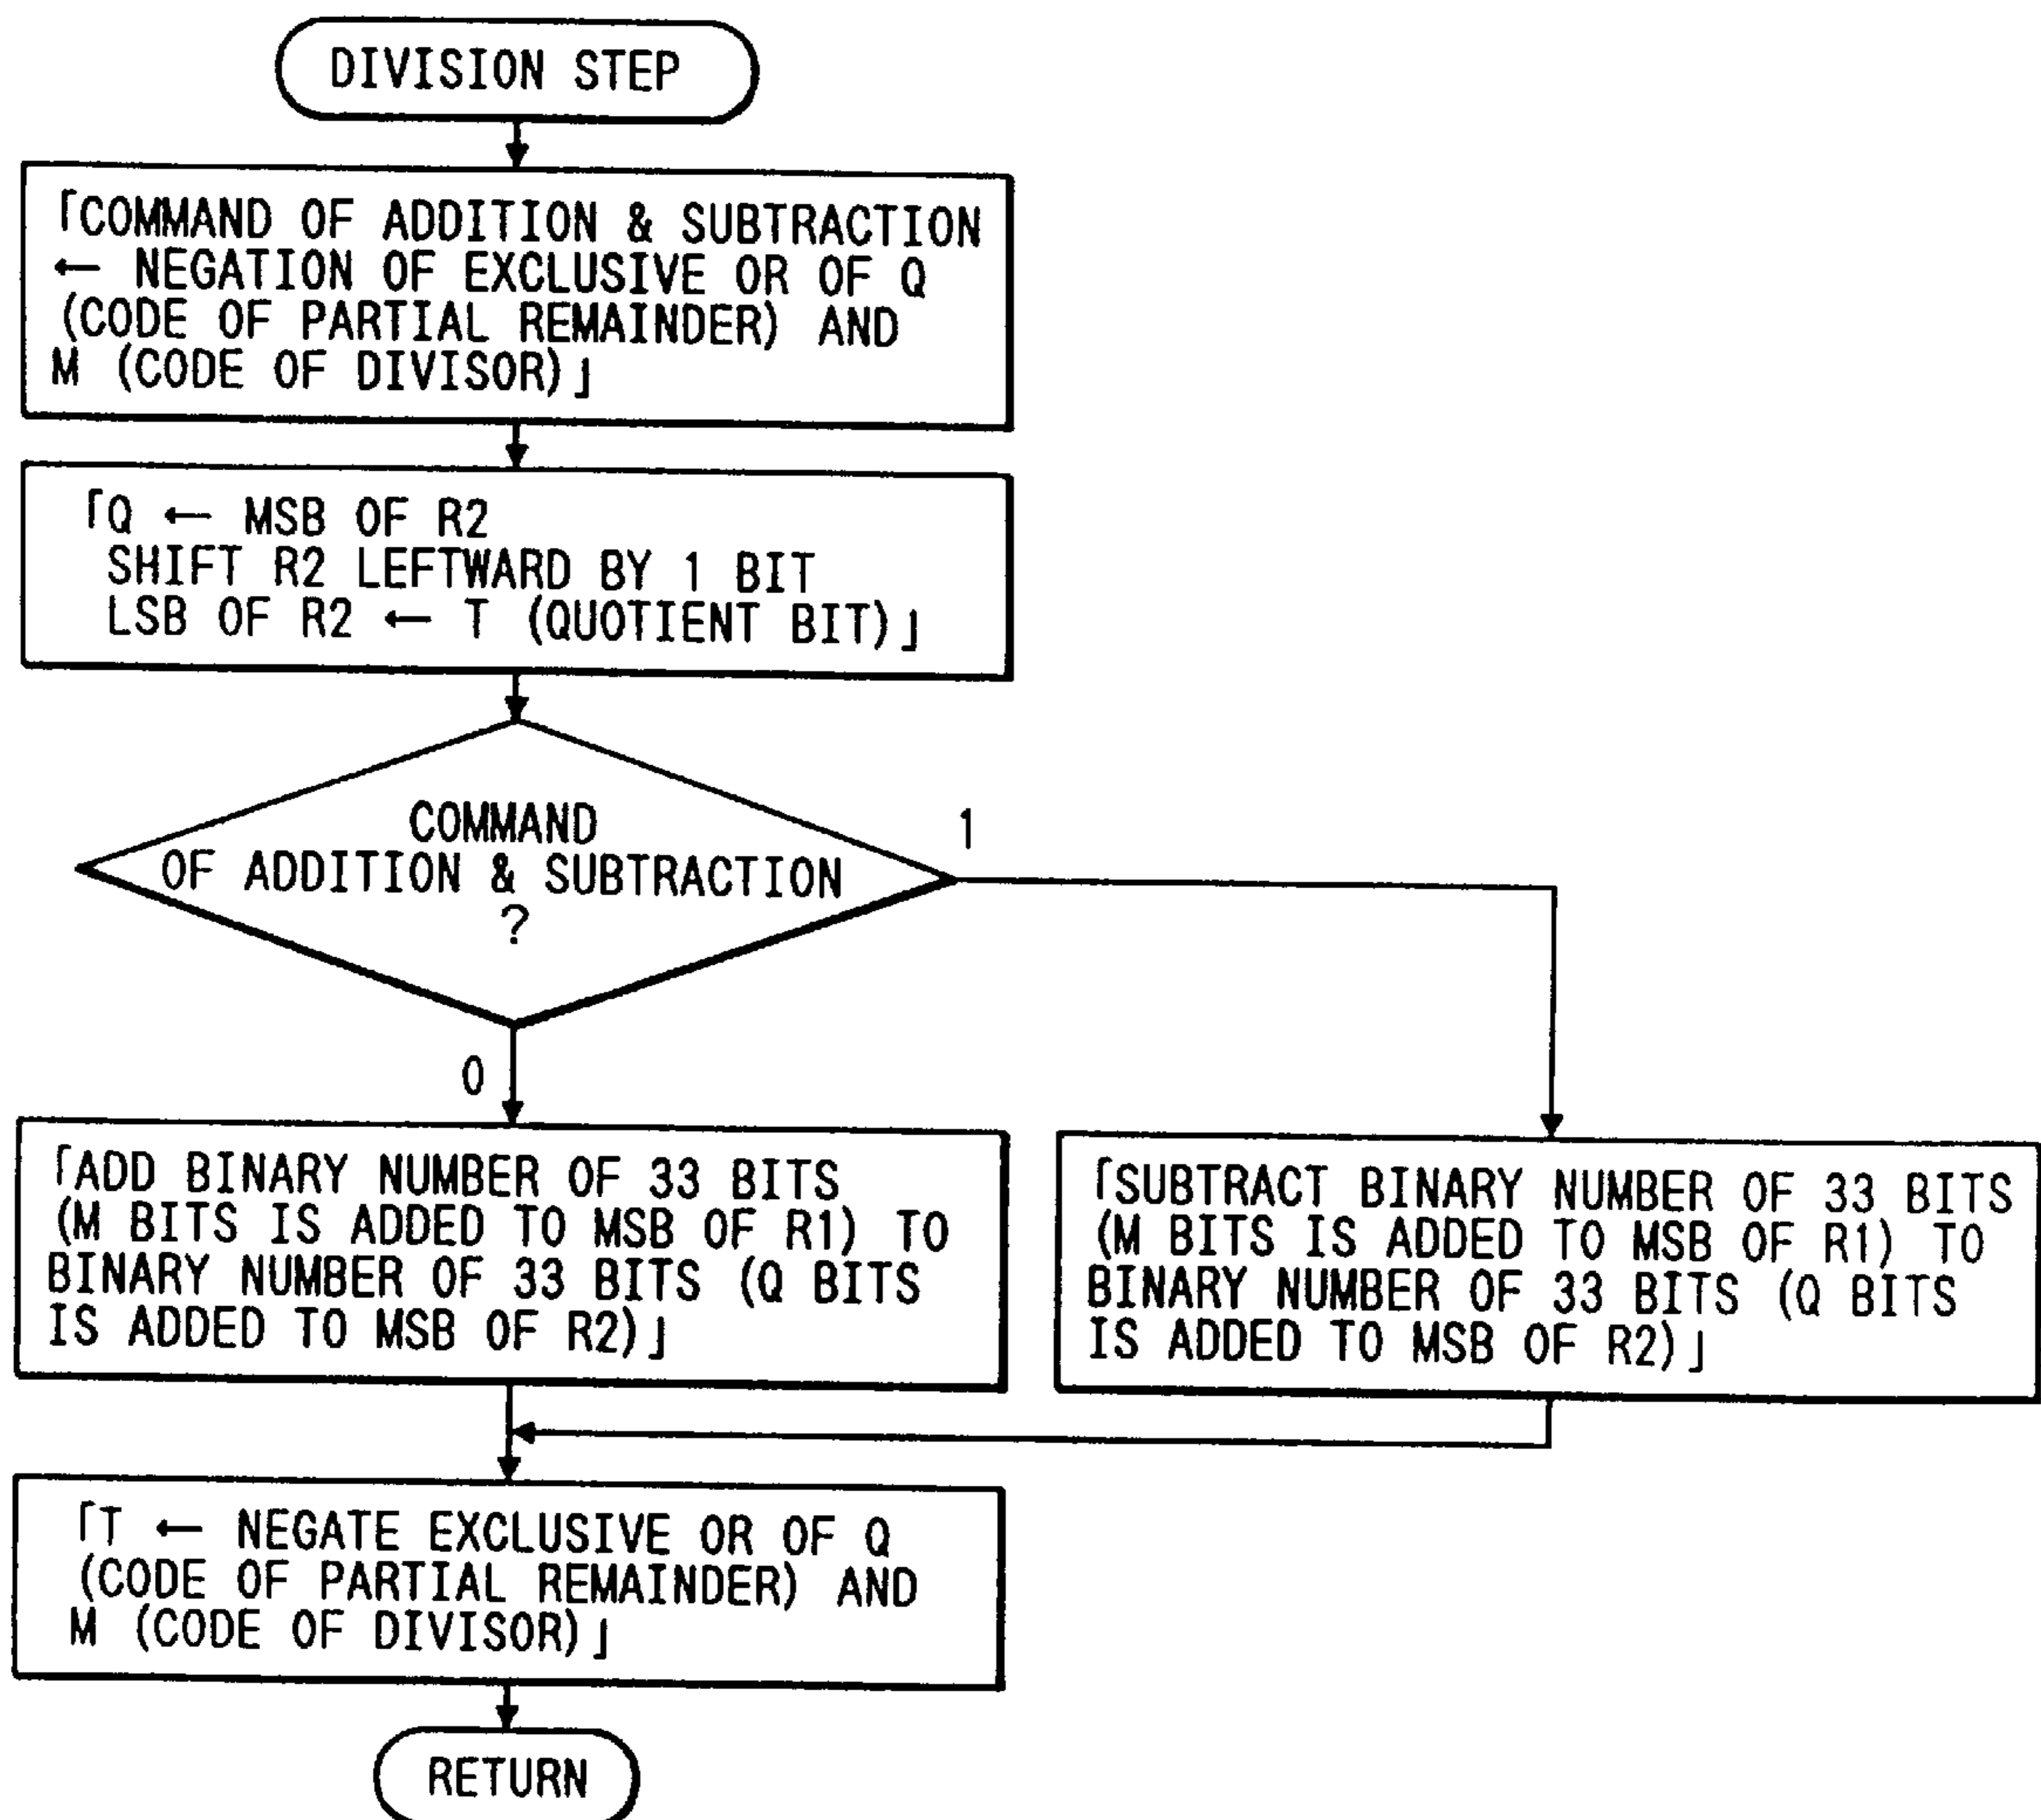 DIVISION STEP
「COMMAND OF ADDITION & SUBTRACTION
← NEGATION OF EXCLUSIVE OR OF Q
(CODE OF PARTIAL REMAINDER) AND
M (CODE OF DIVISOR)」
「Q ← MSB OF R2
SHIFT R2 LEFTWARD BY 1 BIT
LSB OF R2 ← T (QUOTIENT BIT)」
COMMAND
OF ADDITION & SUBTRACTION
?
1
0
「ADD BINARY NUMBER OF 33 BITS
(M BITS IS ADDED TO MSB OF R1) TO
BINARY NUMBER OF 33 BITS (Q BITS
IS ADDED TO MSB OF R2)」
「SUBTRACT BINARY NUMBER OF 33 BITS
(M BITS IS ADDED TO MSB OF R1) TO
BINARY NUMBER OF 33 BITS (Q BITS
IS ADDED TO MSB OF R2)」
「T ← NEGATE EXCLUSIVE OR OF Q
(CODE OF PARTIAL REMAINDER) AND
M (CODE OF DIVISOR)」
RETURN